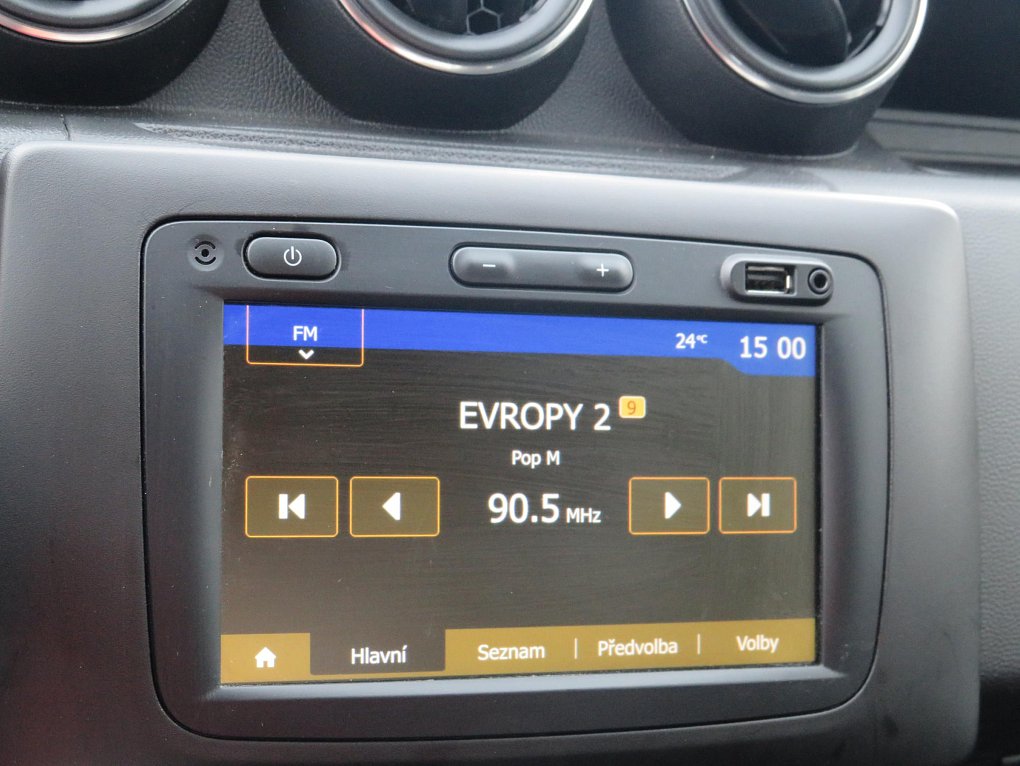 FM
24°C
15 00
EVROPY 2 9
Pop M
90.5 MHz
Hlavní
Seznam
Předvolba
Volby